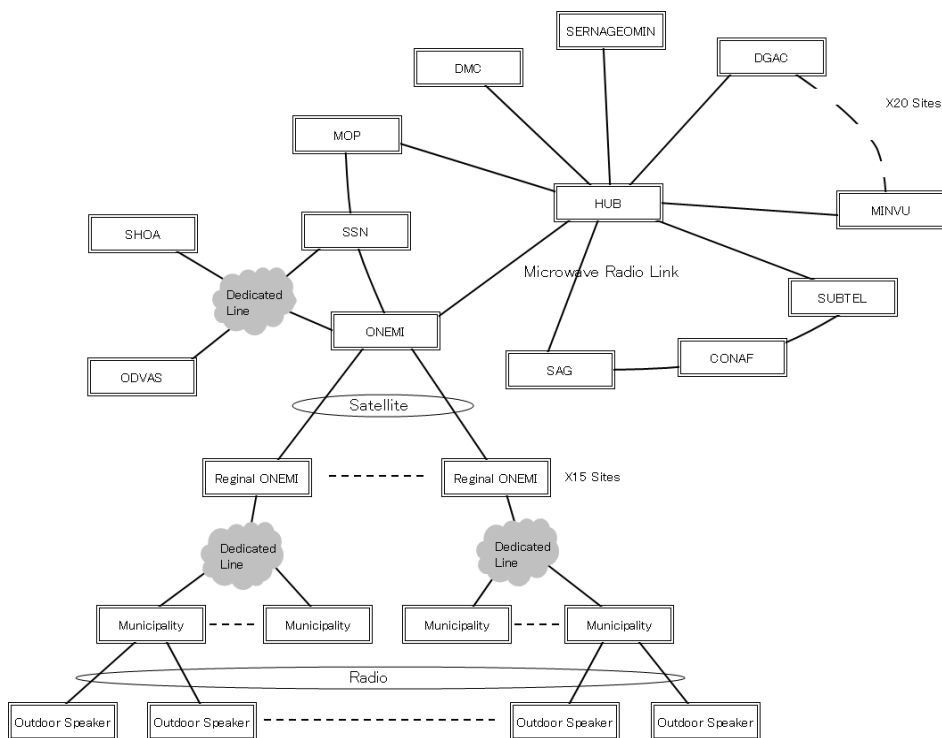 SERNAGEOMIN
DMC
DGAC
X20 Sites
MOP
HUB
MINVU
SHOA
SSN
Microwave Radio Link
Dedicated
Line
SUBTEL
ONEMI
CONAF
SAG
ODVAS
Satellite
Reginal ONEMI
Reginal ONEMI
X15 Sites
Dedicated
Line
Dedicated
Line
Municipality
Municipality
Municipality
Municipality
Radio
Outdoor Speaker
Outdoor Speaker
Outdoor Speaker
Outdoor Speaker